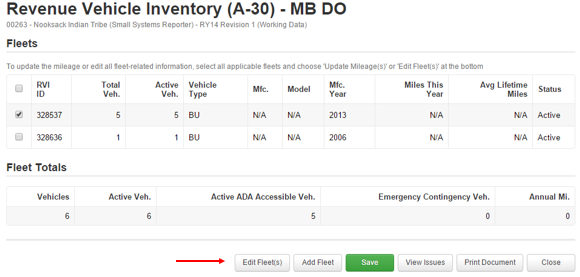 Revenue Vehicle Inventory (A-30) - MB DO
00263 - Nooksack Indian Tribe (Small Systems Reporter) - RY14 Revision 1 (Working Data)
Fleets
To update the mileage or edit all fleet-related information, select all applicable fleets and choose 'Update Mileage(s)' or 'Edit Fleet(s)' at the bottom
RVI ID Total Veh. Active Veh. Vehicle Type Mfc. Model Mfc. Year Miles This Year Avg Lifetime Miles Status
328537 5 5 BU N/A N/A 2013 N/A N/A Active
328636 1 1 BU N/A N/A 2006 N/A N/A Active
Fleet Totals
Vehicles Active Veh. Active ADA Accessible Veh. Emergency Contingency Veh. Annual Mi.
6 6 5 0 0
Edit Fleet(s) Add Fleet Save View Issues Print Document Close